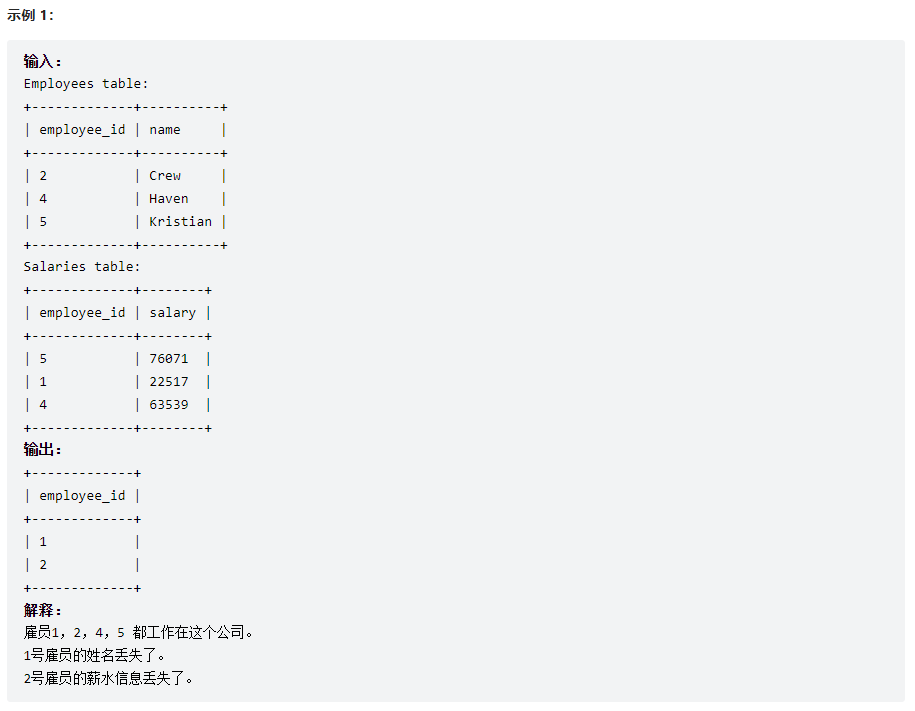 示例 1：
输入：
Employees table:
+-------------+----------+
| employee_id | name     |
+-------------+----------+
| 2           | Crew     |
| 4           | Haven    |
| 5           | Kristian |
+-------------+----------+
Salaries table:
+-------------+--------+
| employee_id | salary |
+-------------+--------+
| 5           | 76071  |
| 1           | 22517  |
| 4           | 63539  |
+-------------+--------+
输出：
+-------------+
| employee_id |
+-------------+
| 1           |
| 2           |
+-------------+
解释：
雇员1，2，4，5 都工作在这个公司。
1号雇员的姓名丢失了。
2号雇员的薪水信息丢失了。